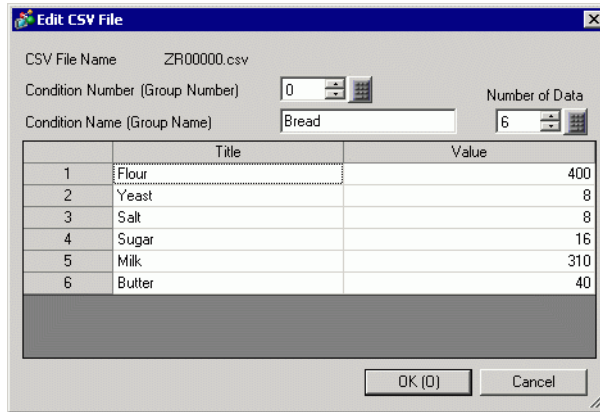 Edit CSV File
CSV File Name ZR00000.csv
Condition Number (Group Number) 0
Number of Data
Condition Name (Group Name) Bread 6
Title Value
1 Flour 400
2 Yeast 8
3 Salt 8
4 Sugar 16
5 Milk 310
6 Butter 40
OK (O) Cancel